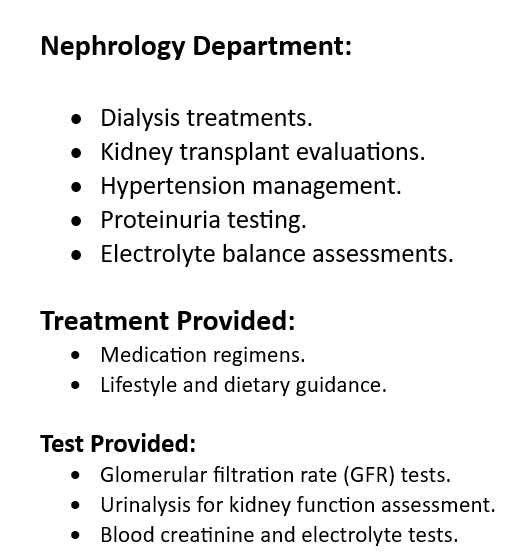 Nephrology Department:
• Dialysis treatments.
• Kidney transplant evaluations.
• Hypertension management.
• Proteinuria testing.
• Electrolyte balance assessments.
Treatment Provided:
• Medication regimens.
• Lifestyle and dietary guidance.
Test Provided:
• Glomerular filtration rate (GFR) tests.
• Urinalysis for kidney function assessment.
• Blood creatinine and electrolyte tests.